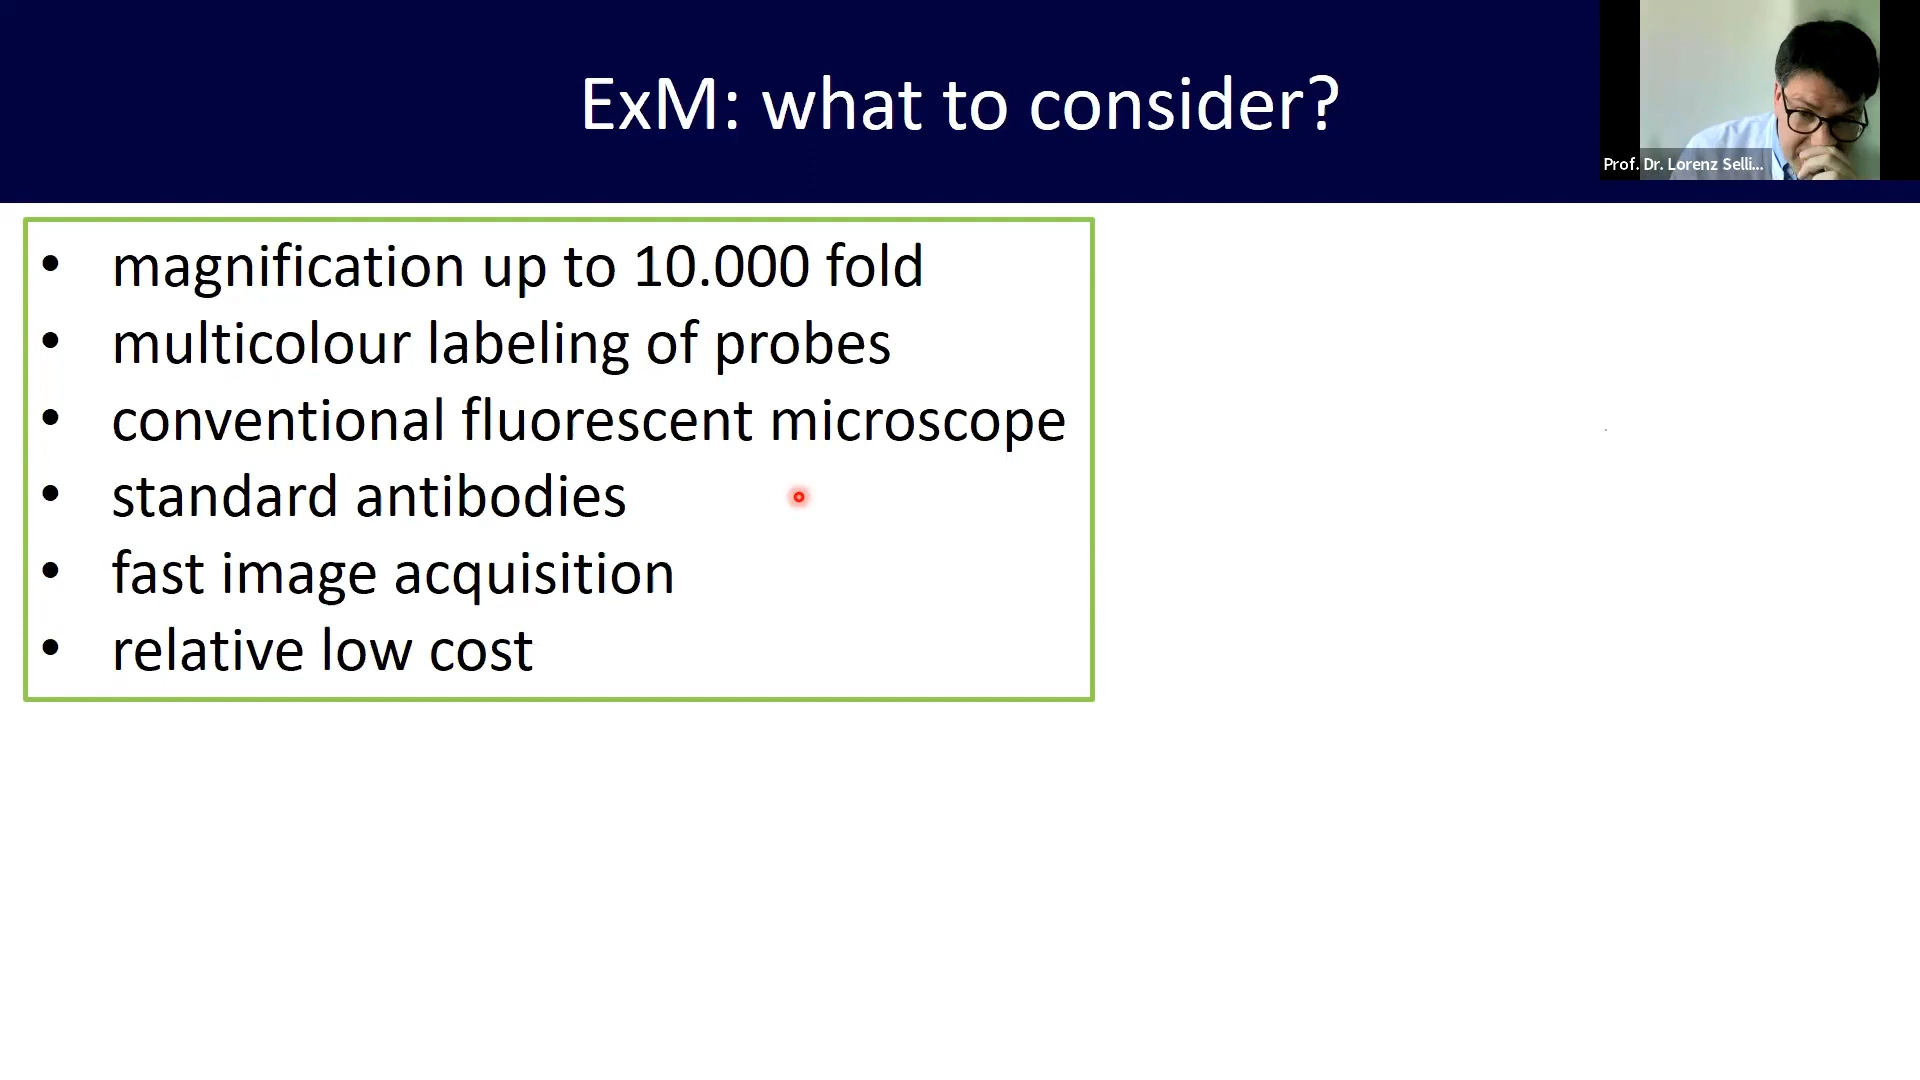 ExM: what to consider?
Prof. Dr. Lorenz Selli...
• magnification up to 10.000 fold
• multicolour labeling of probes
• conventional fluorescent microscope
• standard antibodies
• fast image acquisition
• relative low cost